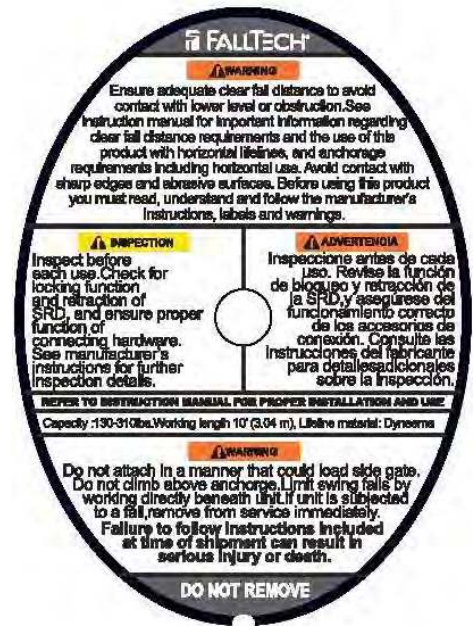 FALLTECH
WARNING
Ensure adequate clear fall distance to avoid
contact with lower level or obstruction.See
Instruction manual for important information regarding
clear fall distance requirements and the use of this
product with horizontal lifelines, and anchorage
requirements including horizontal use. Avoid contact with
sharp edges and abrasive surfaces. Before using this product
you must read, understand and follow the manufacturer's
instructions, labels and warnings.
INSPECTION
Inspect before
each use.Check for
locking function
and retraction of
SRD, and ensure proper
function of
connecting hardware.
See manufacturer's
instructions for further
inspection details.
ADVERTENCIA
Inspeccione antes de cada
uso. Revise la función
de bloqueo y retracción de
la SRD,y asegúrese del
funcionamiento correcto
de los accesorios de
conexión. Consulte las
instrucciones del fabricante
para detallesadicionales
sobre la inspección.
REFER TO INSTRUCTION MANUAL FOR PROPER INSTALLATION AND USE
Capacity :130-310lbs.Working length 10' (3.04 m), Lifeline material: Dyneema
WARNING
Do not attach in a manner that could load side gate.
Do not climb above anchorge.Limit swing falls by
working directly beneath unit.If unit is subjected
to a fall,remove from service immediately.
Failure to follow instructions included
at time of shipment can result in
serious injury or death.
DO NOT REMOVE